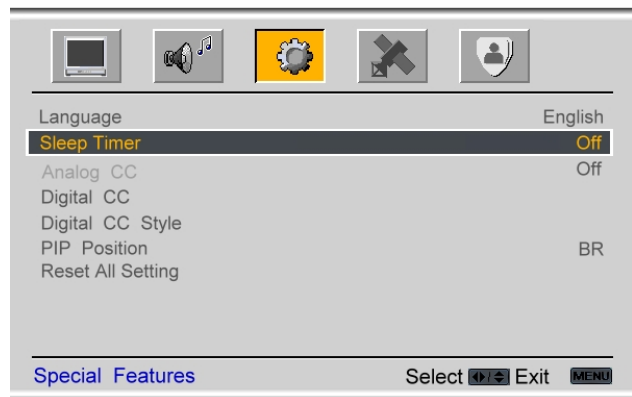 Language English
Sleep Timer Off
Analog CC Off
Digital CC
Digital CC Style
PIP Position BR
Reset All Setting
Special Features Select / Exit MENU